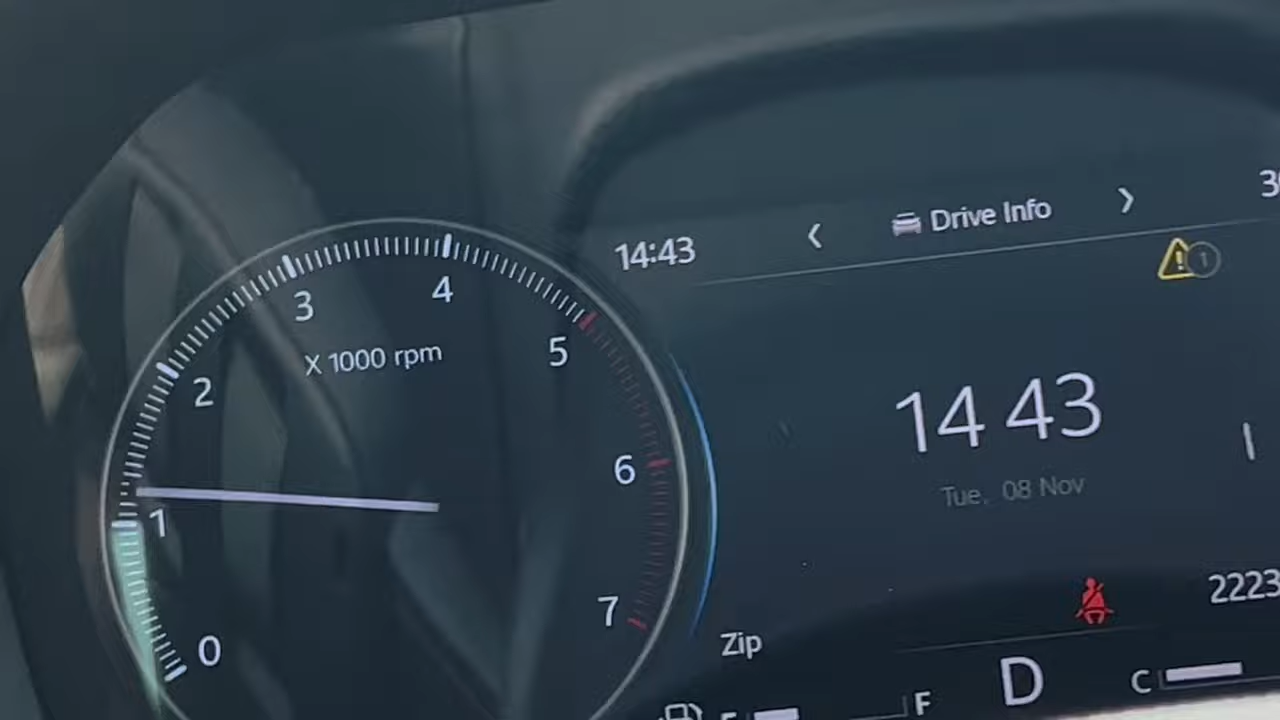 14:43
Drive Info
0
1
2
3
4
5
6
7
X 1000 rpm
14 43
Tue, 08 Nov
Zip
D
F
C